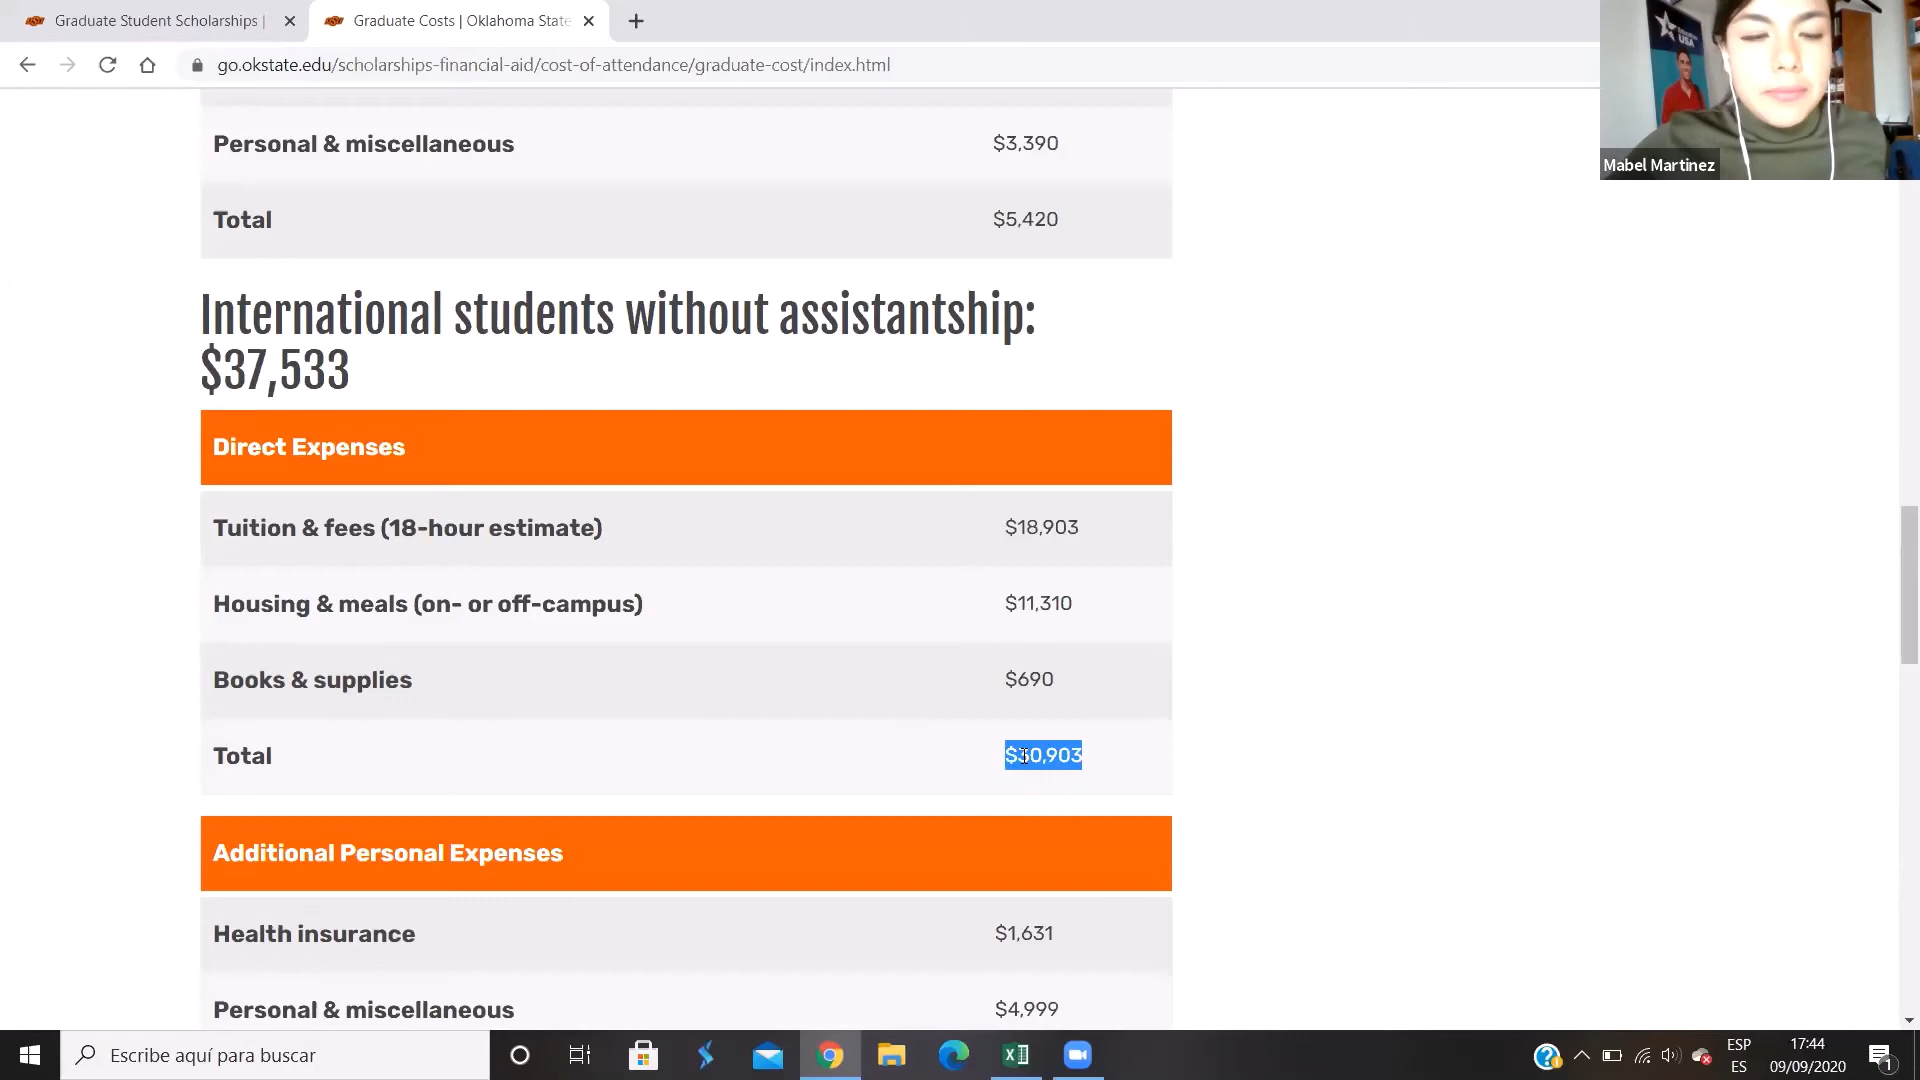 Graduate Student Scholarships |
Graduate Costs | Oklahoma State
go.okstate.edu/scholarships-financial-aid/cost-of-attendance/graduate-cost/index.html
USA
Mabel Martinez
Personal & miscellaneous $3,390
Total $5,420
International students without assistantship:
$37,533
Direct Expenses
Tuition & fees (18-hour estimate) $18,903
Housing & meals (on- or off-campus) $11,310
Books & supplies $690
Total $30,903
Additional Personal Expenses
Health insurance $1,631
Personal & miscellaneous $4,999
Escribe aquí para buscar
ESP
ES
17:44
09/09/2020
1